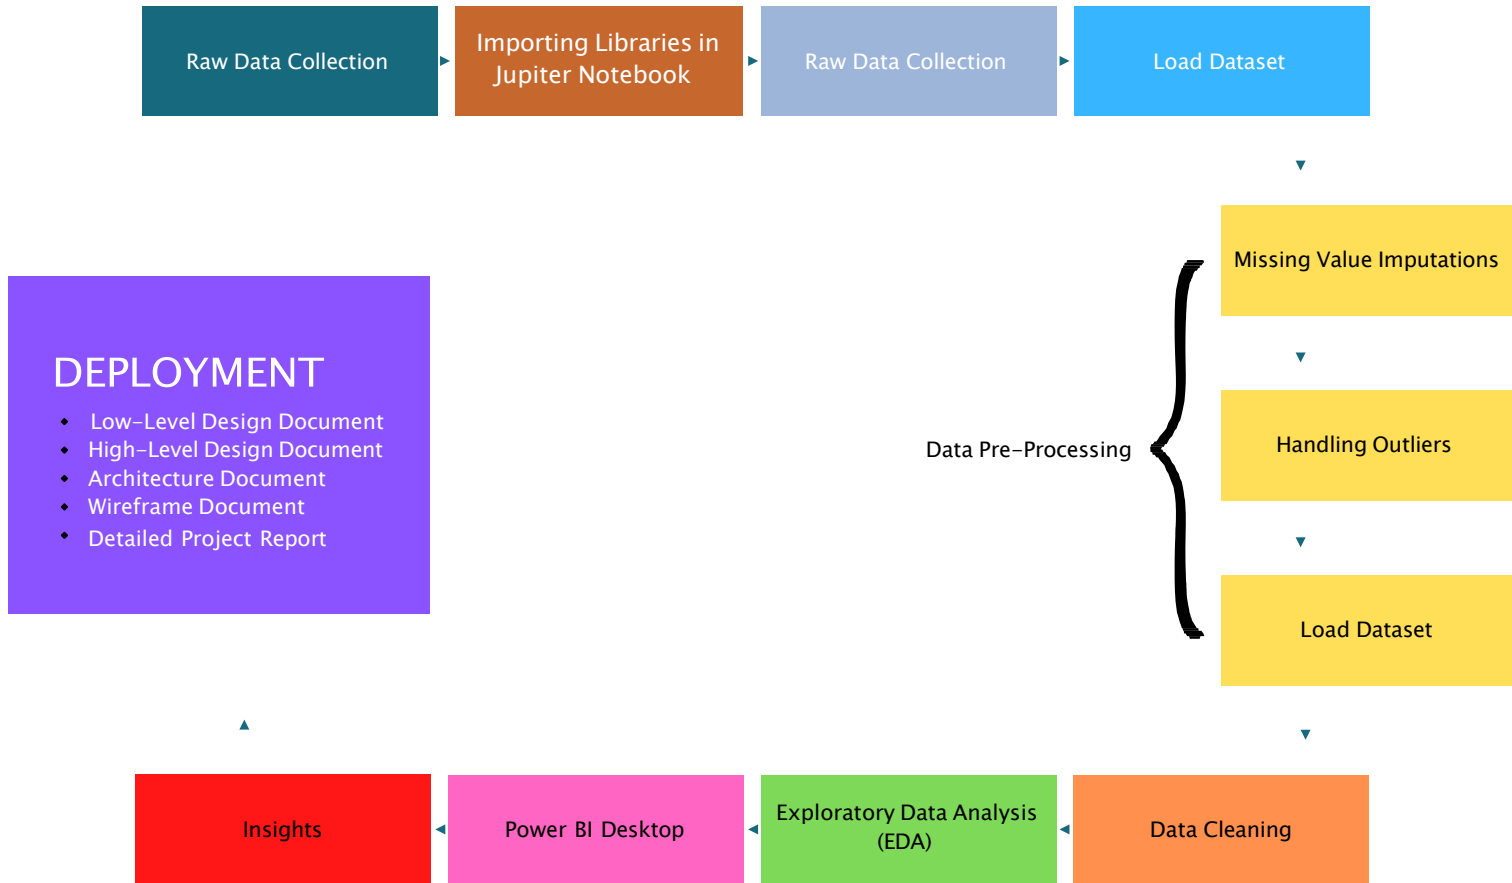 Raw Data Collection
Importing Libraries in
Jupiter Notebook
Raw Data Collection
Load Dataset
Missing Value Imputations
Data Pre-Processing
Handling Outliers
Load Dataset
Data Cleaning
Exploratory Data Analysis
(EDA)
Power BI Desktop
Insights
DEPLOYMENT
Low-Level Design Document
High-Level Design Document
Architecture Document
Wireframe Document
Detailed Project Report